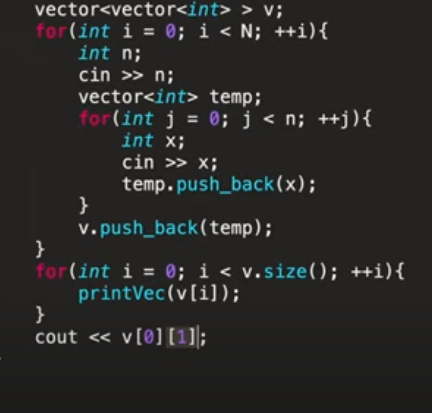 vector<vector<int> > v;
for(int i = 0; i < N; ++i){
int n;
cin >> n;
vector<int> temp;
for(int j = 0; j < n; ++j){
int x;
cin >> x;
temp.push_back(x);
}
v.push_back(temp);
}
for(int i = 0; i < v.size(); ++i){
printVec(v[i]);
}
cout << v[0][1];